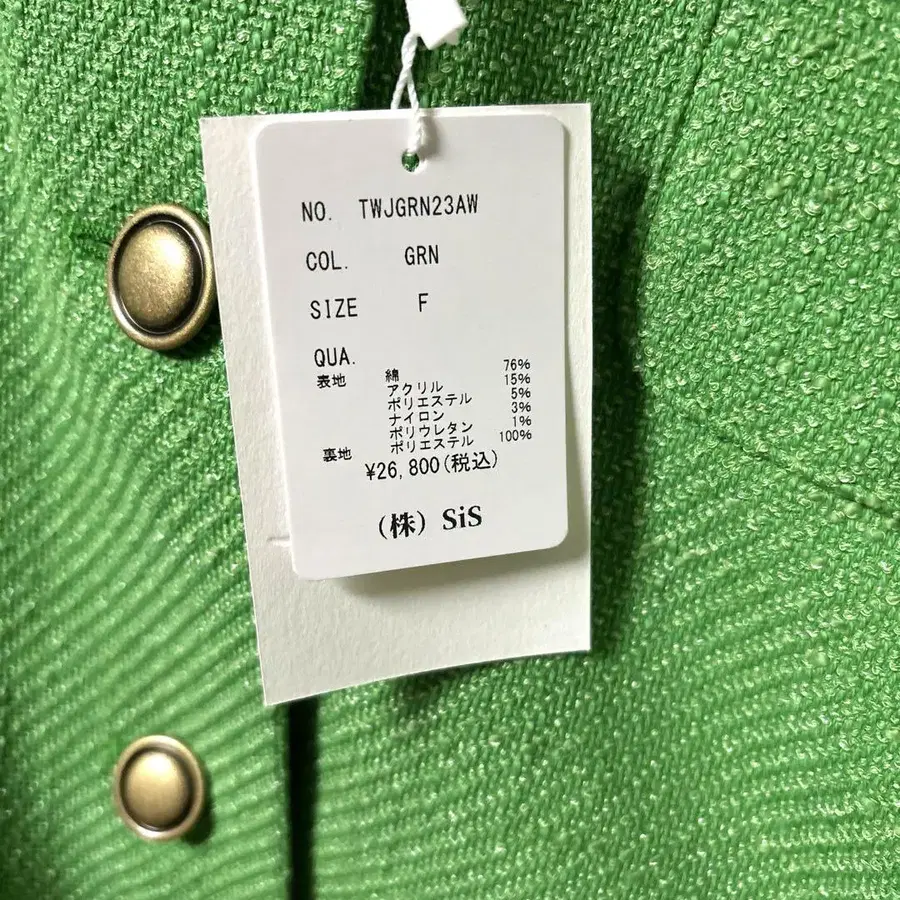 NO. TWJGRN23AW
COL. GRN
SIZE F
QUA.
表地 綿 76%
アクリル 15%
ポリエステル 5%
ナイロン 3%
ポリウレタン 1%
裏地 ポリエステル 100%
¥26,800(税込)
(株) SiS